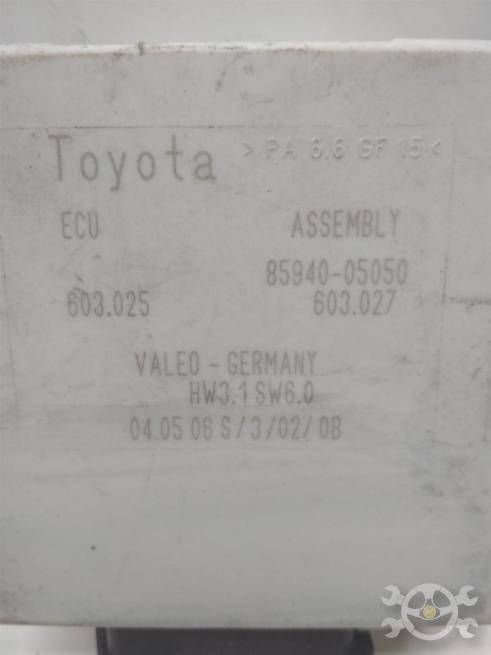 Toyota >PA 6.6 GF 15<
ECU ASSEMBLY
85940-05050
603.025 603.027
VALEO - GERMANY
HW3.1 SW6.0
04.05 06 S/3/02/0B